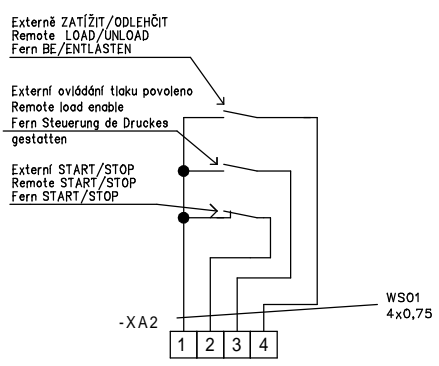 Externě ZATÍŽIT/ODLEHČIT
Remote LOAD/UNLOAD
Fern BE/ENTLASTEN
Externí ovládání tlaku povoleno
Remote load enable
Fern Steuerung de Druckes
gestatten
Externí START/STOP
Remote START/STOP
Fern START/STOP
WS01
4x0,75
-XA2
1 2 3 4